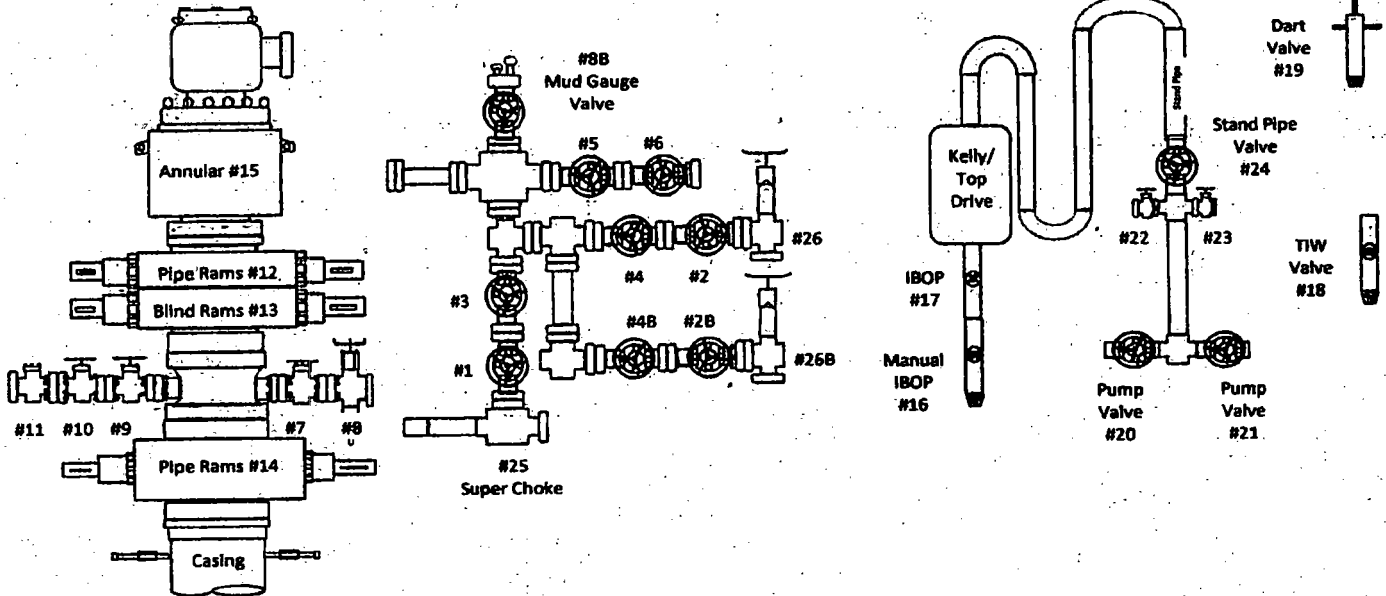 Annular #15
Pipe Rams #12
Blind Rams #13
#11
#10
#9
#7
#8
Pipe Rams #14
Casing
#8B
Mud Gauge
Valve
#5
#6
#4
#2
#26
#3
#4B
#2B
#26B
#1
#25
Super Choke
Kelly/
Top
Drive
IBOP
#17
Manual
IBOP
#16
Stand Pipe
Stand Pipe
Valve
#24
#22
#23
Pump
Valve
#20
Pump
Valve
#21
Dart
Valve
#19
TIW
Valve
#18